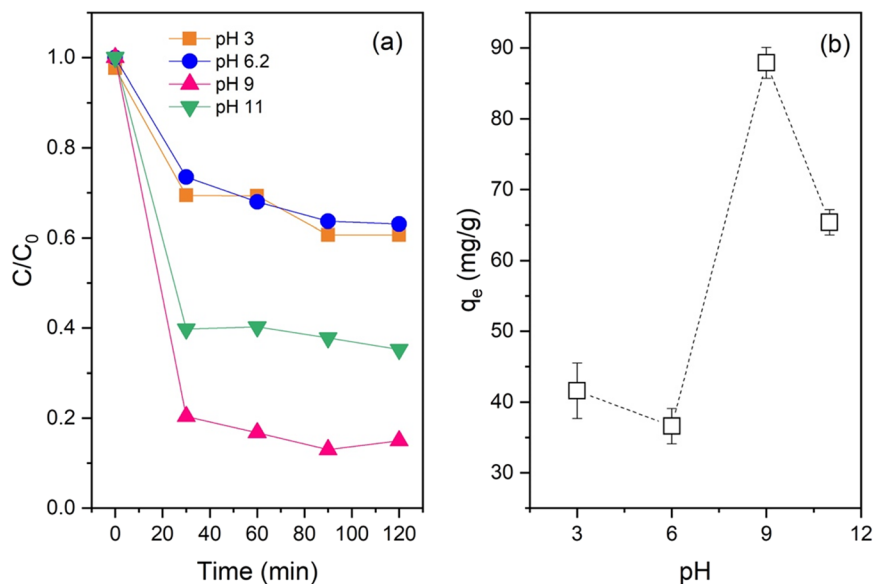 (a)
pH 3
pH 6.2
pH 9
pH 11
1.0
0.8
0.6
0.4
0.2
0.0
C/C₀
0 20 40 60 80 100 120
Time (min)
(b)
90
80
70
60
50
40
30
qₑ (mg/g)
3 6 9 12
pH